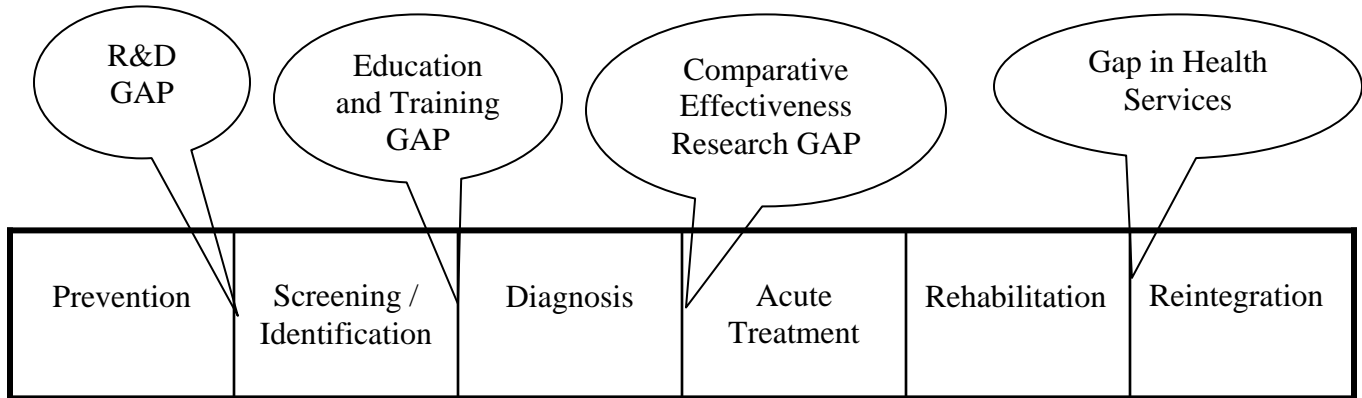 R&D
GAP
Education
and Training
GAP
Comparative
Effectiveness
Research GAP
Gap in Health
Services
Prevention
Screening /
Identification
Diagnosis
Acute
Treatment
Rehabilitation
Reintegration